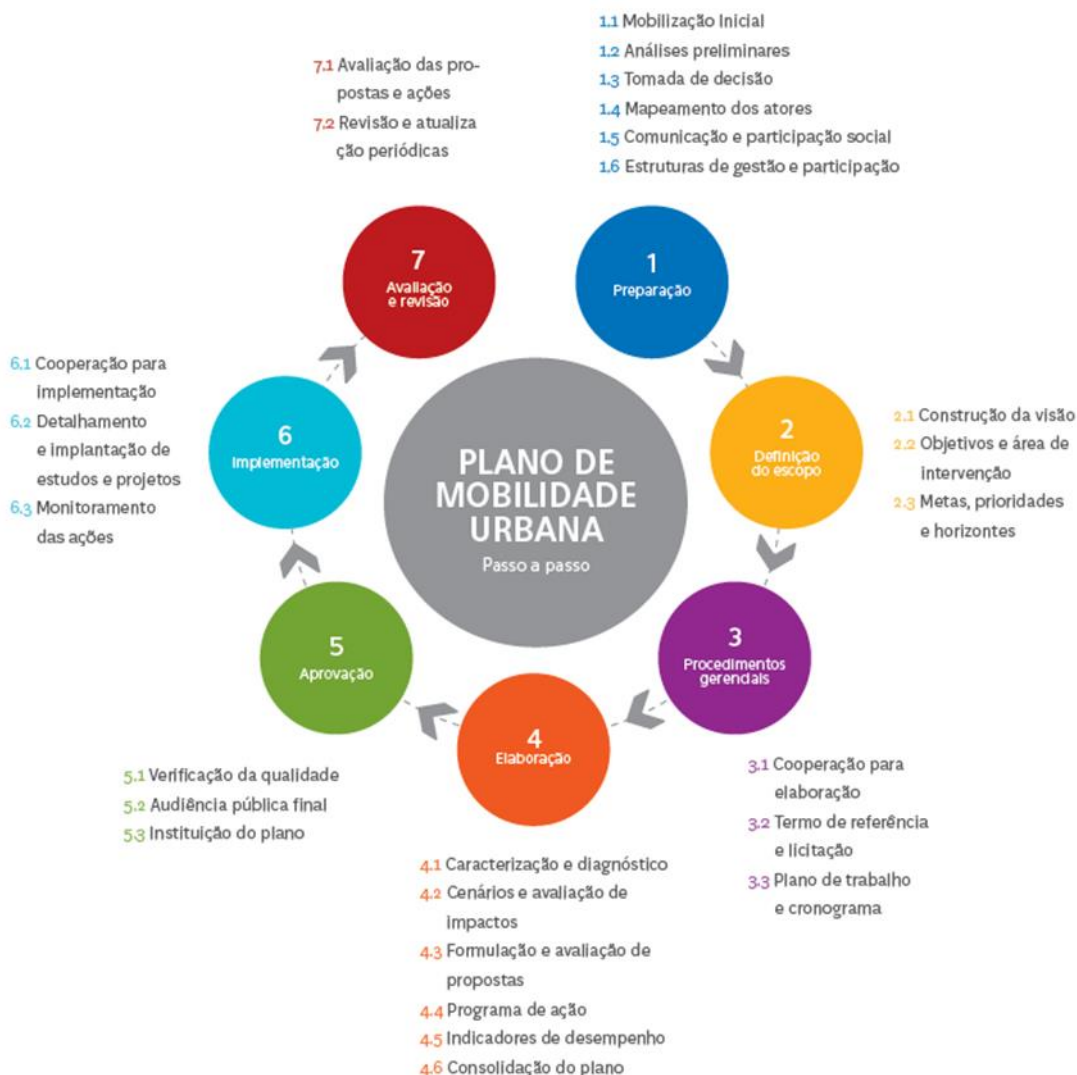 PLANO DE
MOBILIDADE
URBANA
Passo a passo
1
Preparação
1.1 Mobilização Inicial
1.2 Análises preliminares
1.3 Tomada de decisão
1.4 Mapeamento dos atores
1.5 Comunicação e participação social
1.6 Estruturas de gestão e participação
2
Definição
do escopo
2.1 Construção da visão
2.2 Objetivos e área de
intervenção
2.3 Metas, prioridades
e horizontes
3
Procedimentos
gerenciais
3.1 Cooperação para
elaboração
3.2 Termo de referência
e licitação
3.3 Plano de trabalho
e cronograma
4
Elaboração
4.1 Caracterização e diagnóstico
4.2 Cenários e avaliação de
impactos
4.3 Formulação e avaliação de
propostas
4.4 Programa de ação
4.5 Indicadores de desempenho
4.6 Consolidação do plano
5
Aprovação
5.1 Verificação da qualidade
5.2 Audiência pública final
5.3 Instituição do plano
6
Implementação
6.1 Cooperação para
implementação
6.2 Detalhamento
e implantação de
estudos e projetos
6.3 Monitoramento
das ações
7
Avaliação
e revisão
7.1 Avaliação das pro-
postas e ações
7.2 Revisão e atualiza
ção periódicas